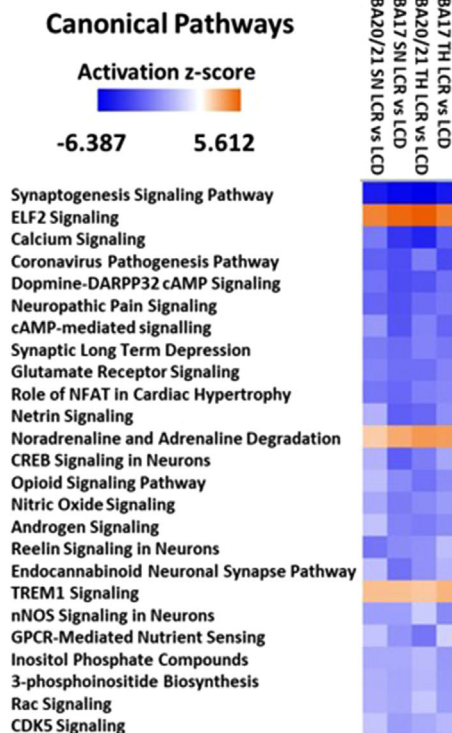 Canonical Pathways
Activation z-score
-6.387 5.612
BA20/21 SN LCR vs LCD
BA17 SN LCR vs LCD
BA20/21 TH LCR vs LCD
BA17 TH LCR vs LCD
Synaptogenesis Signaling Pathway
ELF2 Signaling
Calcium Signaling
Coronavirus Pathogenesis Pathway
Dopmine-DARPP32 cAMP Signaling
Neuropathic Pain Signaling
cAMP-mediated signalling
Synaptic Long Term Depression
Glutamate Receptor Signaling
Role of NFAT in Cardiac Hypertrophy
Netrin Signaling
Noradrenaline and Adrenaline Degradation
CREB Signaling in Neurons
Opioid Signaling Pathway
Nitric Oxide Signaling
Androgen Signaling
Reelin Signaling in Neurons
Endocannabinoid Neuronal Synapse Pathway
TREM1 Signaling
nNOS Signaling in Neurons
GPCR-Mediated Nutrient Sensing
Inositol Phosphate Compounds
3-phosphoinositide Biosynthesis
Rac Signaling
CDK5 Signaling